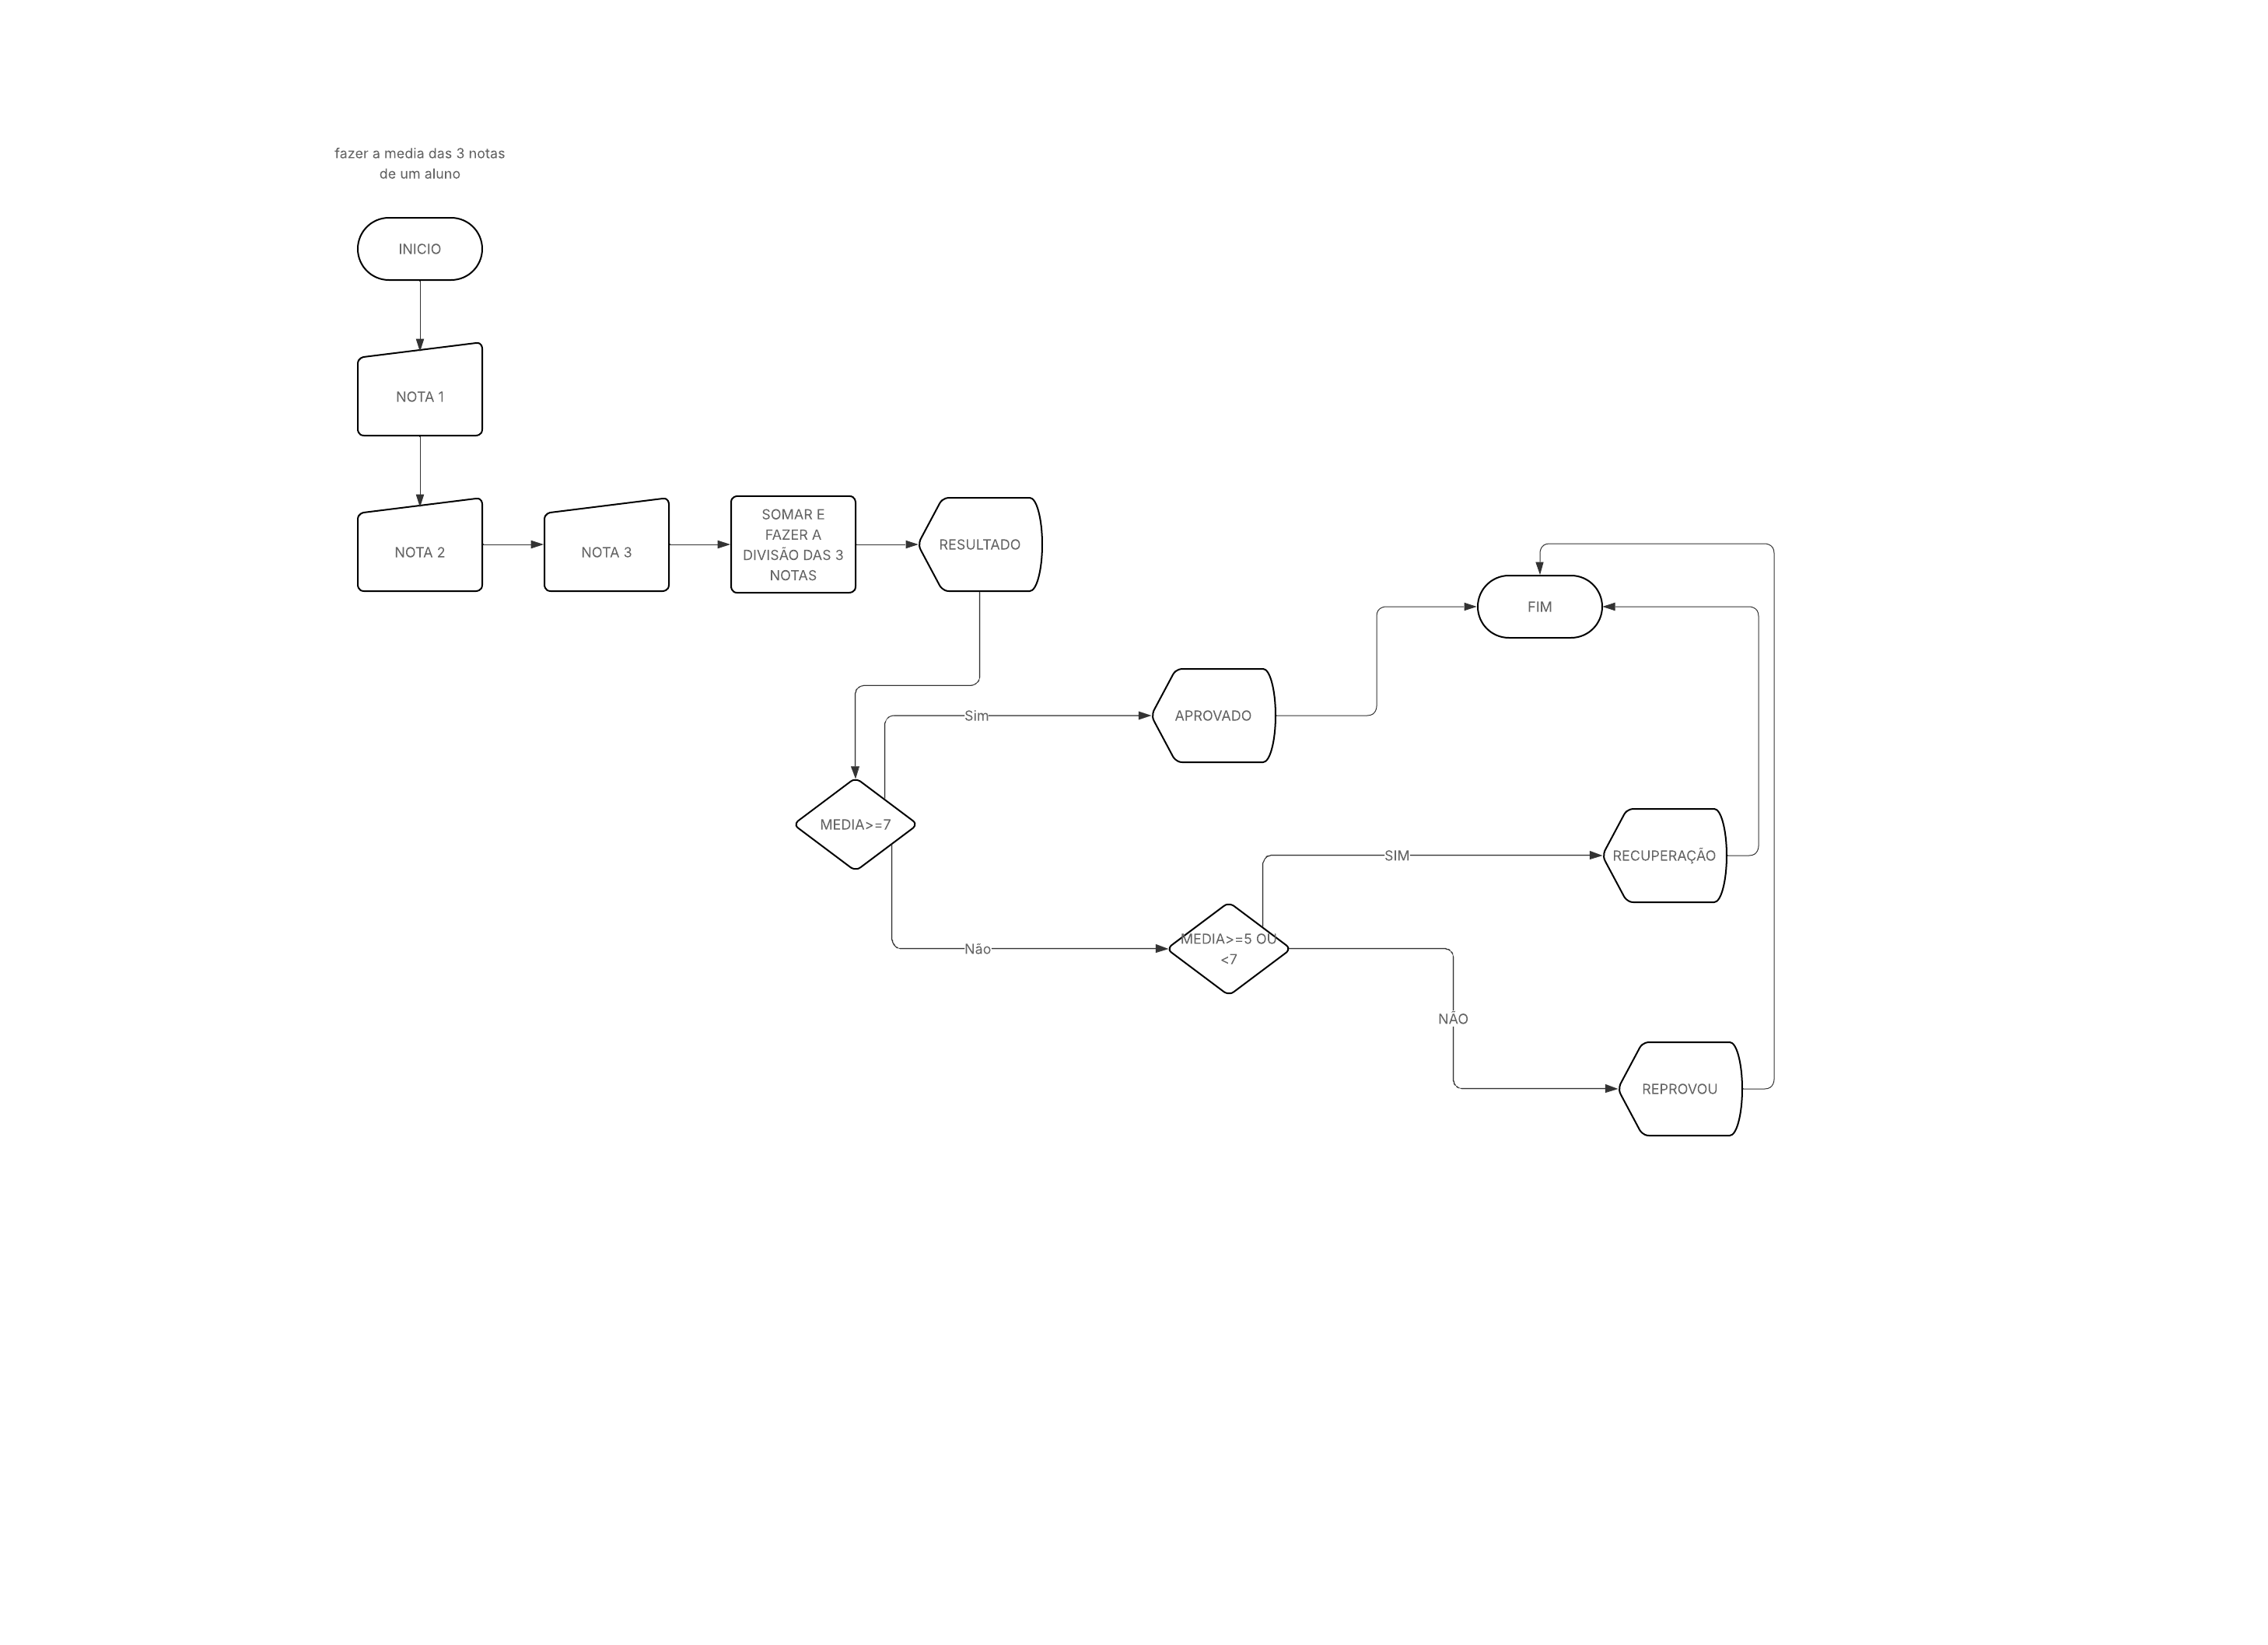 fazer a media das 3 notas
de um aluno
INICIO
NOTA 1
NOTA 2
NOTA 3
SOMAR E
FAZER A
DIVISÃO DAS 3
NOTAS
RESULTADO
FIM
Sim
APROVADO
MEDIA>=7
SIM
RECUPERAÇÃO
Não
MEDIA>=5 OU
<7
NÃO
REPROVOU